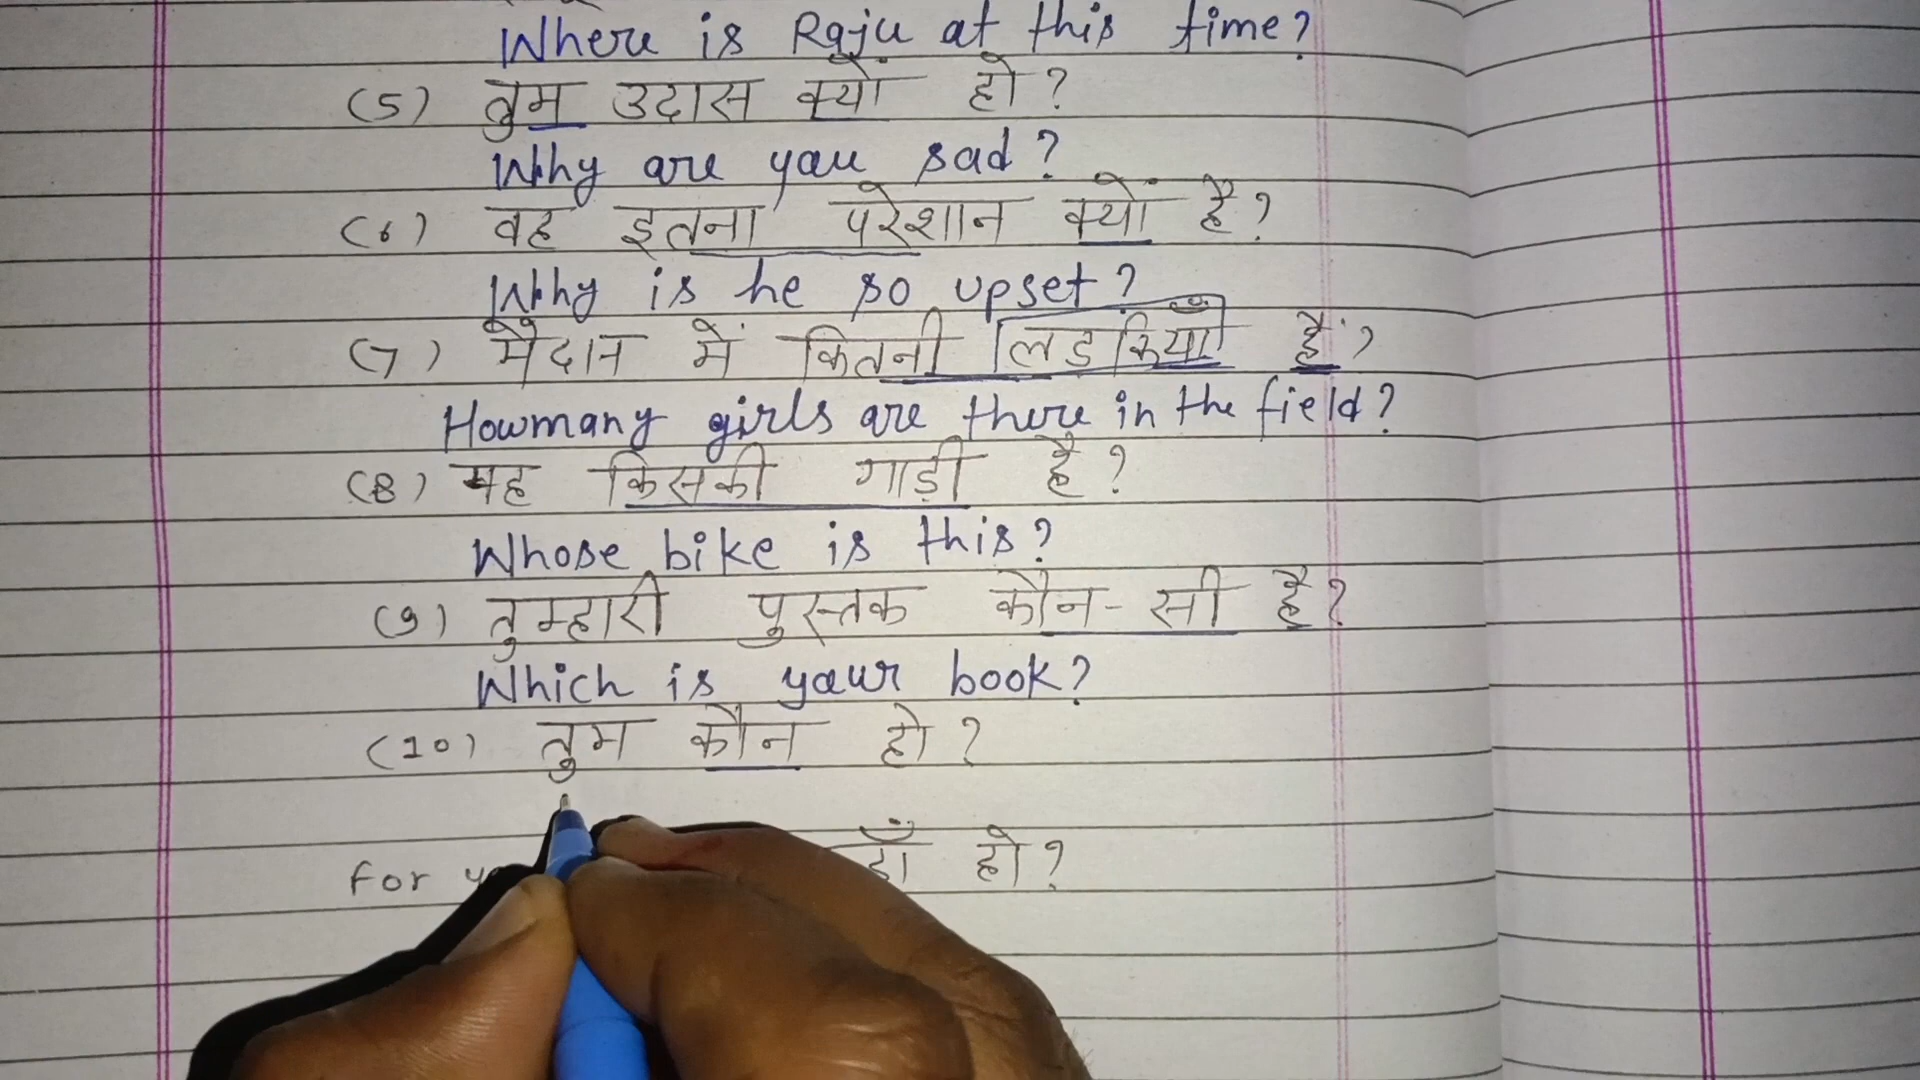 Where is Raju at this time?
(5) तुम उदास क्यों हो?
Why are you sad?
(6) वह इतना परेशान क्यों है?
Why is he so upset?
(7) मैदान में कितनी लडकियाँ हैं?
Howmany girls are there in the field?
(8) यह किसकी गाड़ी है?
Whose bike is this?
(9) तुम्हारी पुस्तक कौन-सी है?
Which is your book?
(10) तुम कौन हो?
For हो?